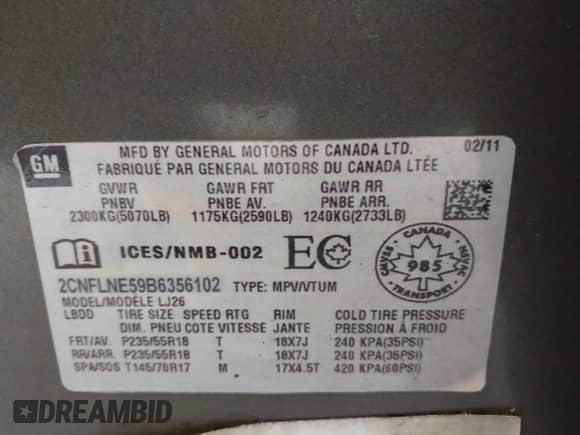 GM
MFD BY GENERAL MOTORS OF CANADA LTD. 02/11
FABRIQUÉ PAR GENERAL MOTORS DU CANADA LTÉE
GVWR GAWR FRT GAWR RR
PNBV PNBE AV. PNBE ARR.
2300KG(5070LB) 1175KG(2590LB) 1240KG(2733LB)
i ICES/NMB-002 EC
CANADA
CMVSS 985 NSVAC
TRANSPORT
2CNFLNE59B6356102 TYPE: MPV/VTUM
MODEL/MODÈLE LJ26
LBDD TIRE SIZE SPEED RTG RIM COLD TIRE PRESSURE
DIM. PNEU COTE VITESSE JANTE PRESSION À FROID
FRT/AV. P235/55R18 T 18X7J 240 KPA(35PSI)
RR/ARR. P235/55R18 T 18X7J 240 KPA(35PSI)
SPA/SOS T145/70R17 M 17X4.5T 420 KPA(60PSI)
DREAMBID